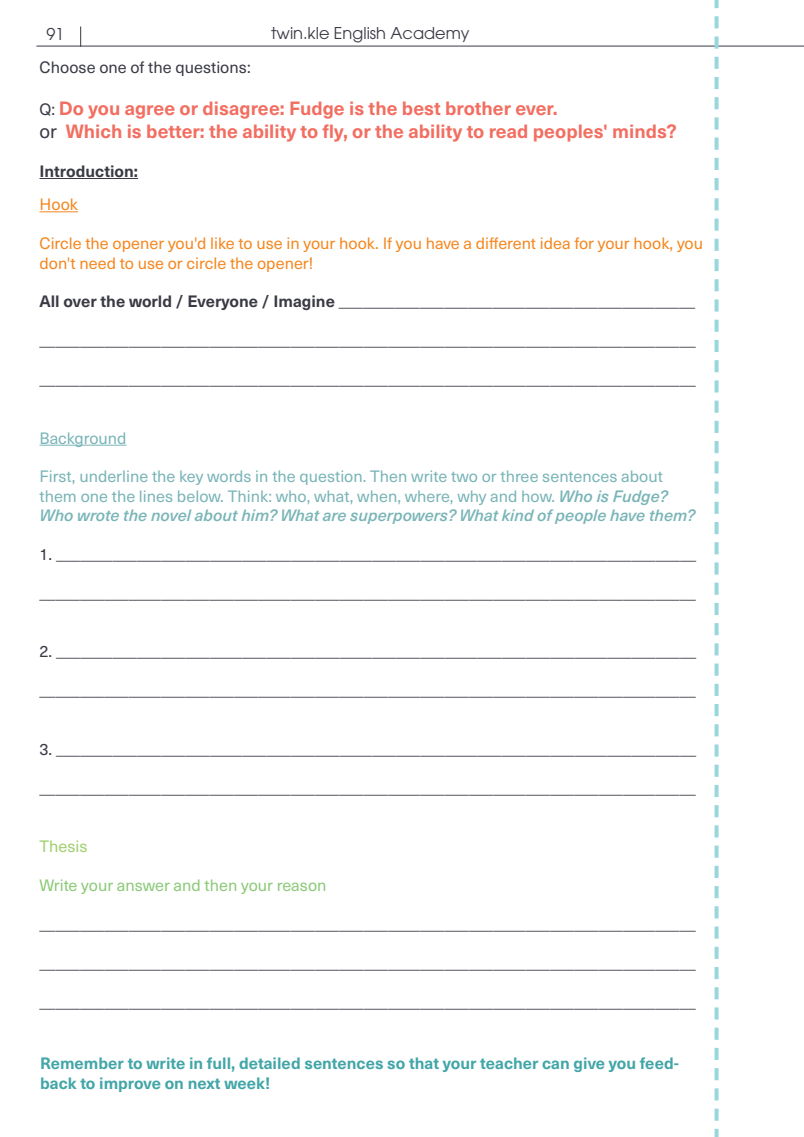 91 twin.kle English Academy
Choose one of the questions:
Q: Do you agree or disagree: Fudge is the best brother ever.
or Which is better: the ability to fly, or the ability to read peoples' minds?
Introduction:
Hook
Circle the opener you'd like to use in your hook. If you have a different idea for your hook, you
don't need to use or circle the opener!
All over the world / Everyone / Imagine
Background
First, underline the key words in the question. Then write two or three sentences about
them one the lines below. Think: who, what, when, where, why and how. Who is Fudge?
Who wrote the novel about him? What are superpowers? What kind of people have them?
1.
2.
3.
Thesis
Write your answer and then your reason
Remember to write in full, detailed sentences so that your teacher can give you feed-
back to improve on next week!